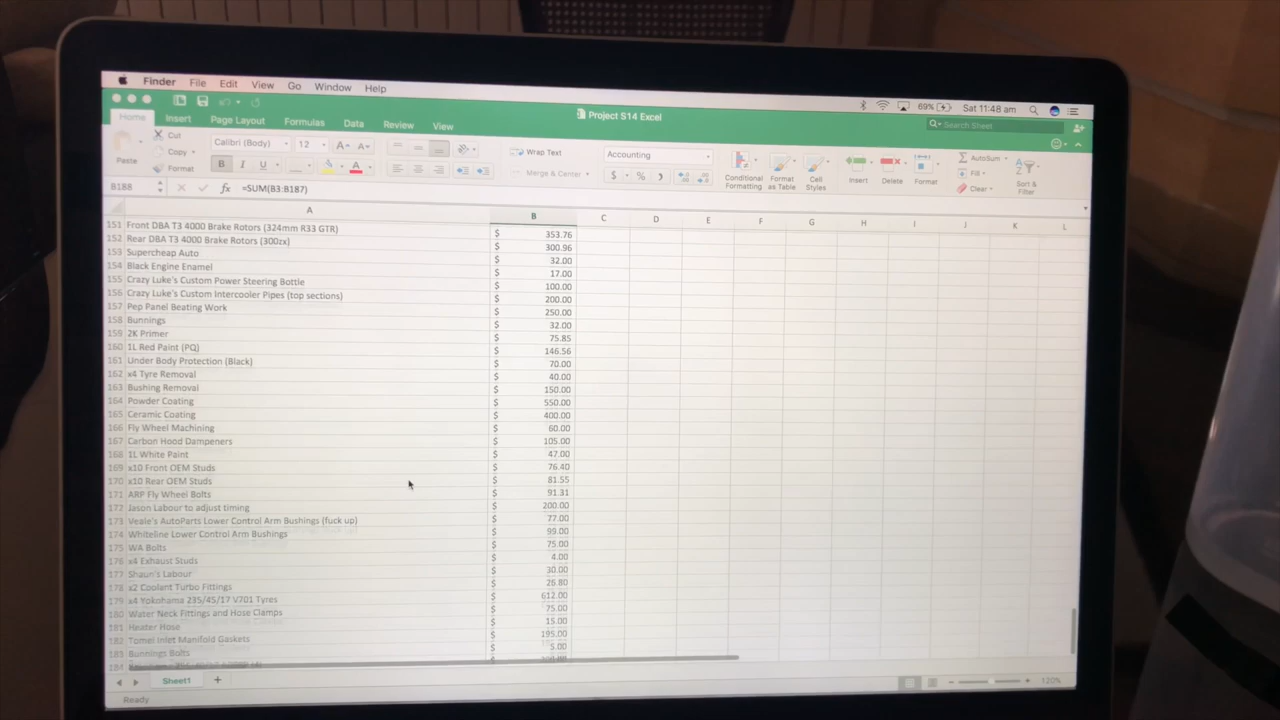 Finder File Edit View Go Window Help 69% Sat 11:48 am
Project S14 Excel
Search Sheet
Home Insert Page Layout Formulas Data Review View
Paste Cut Copy Format
Calibri (Body) 12 A A
B I U A
Wrap Text
Merge & Center
Accounting
$ % ,
Conditional Formatting
Format as Table
Cell Styles
Insert Delete Format
AutoSum
Fill
Clear
Sort & Filter
B188 fx =SUM(B3:B187)
A B C D E F G H I J K L
151 Front DBA T3 4000 Brake Rotors (324mm R33 GTR) $ 353.76
152 Rear DBA T3 4000 Brake Rotors (300zx) $ 300.96
153 Supercheap Auto $ 32.00
154 Black Engine Enamel $ 17.00
155 Crazy Luke's Custom Power Steering Bottle $ 100.00
156 Crazy Luke's Custom Intercooler Pipes (top sections) $ 200.00
157 Pep Panel Beating Work $ 250.00
158 Bunnings $ 32.00
159 2K Primer $ 75.85
160 1L Red Paint (PQ) $ 146.56
161 Under Body Protection (Black) $ 70.00
162 x4 Tyre Removal $ 40.00
163 Bushing Removal $ 150.00
164 Powder Coating $ 550.00
165 Ceramic Coating $ 400.00
166 Fly Wheel Machining $ 60.00
167 Carbon Hood Dampeners $ 105.00
168 1L White Paint $ 47.00
169 x10 Front OEM Studs $ 76.40
170 x10 Rear OEM Studs $ 81.55
171 ARP Fly Wheel Bolts $ 91.31
172 Jason Labour to adjust timing $ 200.00
173 Veale's AutoParts Lower Control Arm Bushings (fuck up) $ 77.00
174 Whiteline Lower Control Arm Bushings $ 99.00
175 WA Bolts $ 75.00
176 x4 Exhaust Studs $ 4.00
177 Shaun's Labour $ 30.00
178 x2 Coolant Turbo Fittings $ 26.80
179 x4 Yokohama 235/45/17 V701 Tyres $ 612.00
180 Water Neck Fittings and Hose Clamps $ 75.00
181 Heater Hose $ 15.00
182 Tomei Inlet Manifold Gaskets $ 195.00
183 Bunnings Bolts $ 5.00
184
Sheet1 +
Ready 120%